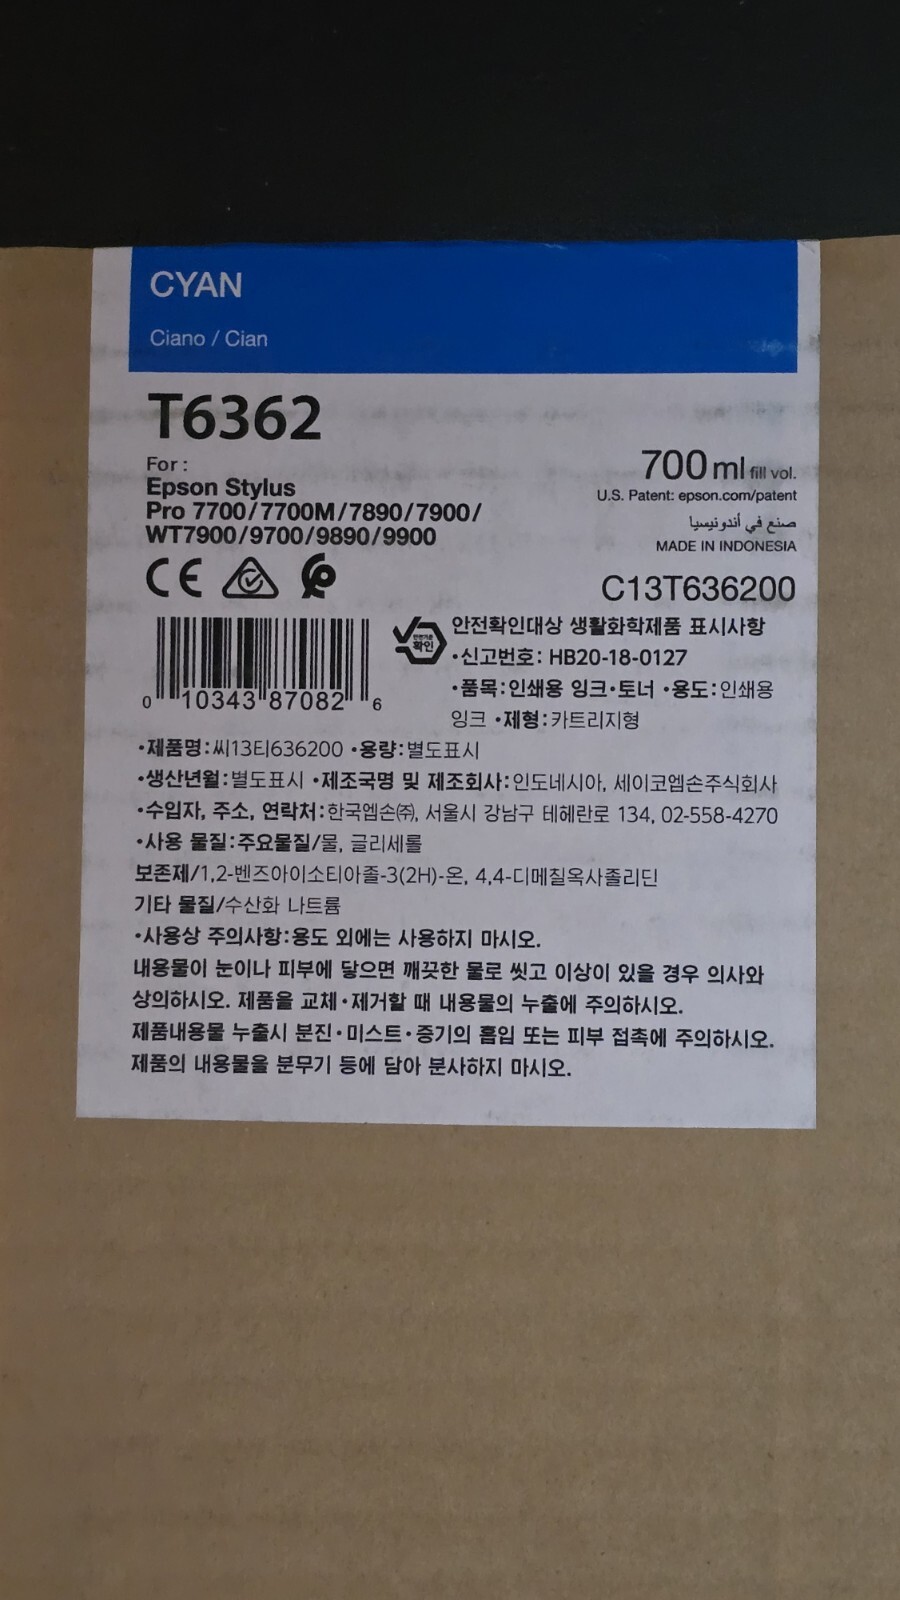 CYAN
Ciano / Cian
T6362
For :
Epson Stylus
Pro 7700/7700M/7890/7900/
WT7900/9700/9890/9900
700 ml fill vol.
U.S. Patent: epson.com/patent
صنع في أندونيسيا
MADE IN INDONESIA
CE
C13T636200
0 10343 87082 6
안전기준
확인
안전확인대상 생활화학제품 표시사항
•신고번호: HB20-18-0127
•품목:인쇄용 잉크•토너 •용도:인쇄용
잉크 •제형:카트리지형
•제품명:씨13티636200 •용량:별도표시
•생산년월:별도표시 •제조국명 및 제조회사:인도네시아, 세이코엡손주식회사
•수입자, 주소, 연락처:한국엡손㈜, 서울시 강남구 테헤란로 134, 02-558-4270
•사용 물질:주요물질/물, 글리세롤
보존제/1,2-벤즈아이소티아졸-3(2H)-온, 4,4-디메칠옥사졸리딘
기타 물질/수산화 나트륨
•사용상 주의사항:용도 외에는 사용하지 마시오.
내용물이 눈이나 피부에 닿으면 깨끗한 물로 씻고 이상이 있을 경우 의사와
상의하시오. 제품을 교체•제거할 때 내용물의 누출에 주의하시오.
제품내용물 누출시 분진•미스트•증기의 흡입 또는 피부 접촉에 주의하시오.
제품의 내용물을 분무기 등에 담아 분사하지 마시오.